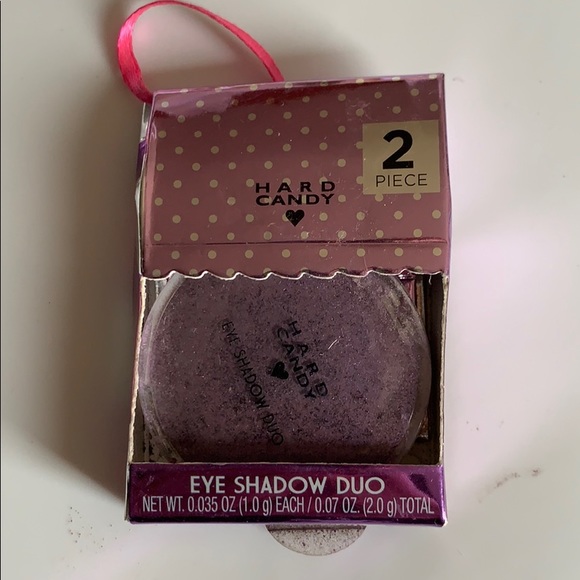 2
PIECE
HARD
CANDY
HARD
CANDY
EYE SHADOW DUO
EYE SHADOW DUO
NET WT. 0.035 OZ (1.0 g) EACH / 0.07 OZ. (2.0 g) TOTAL